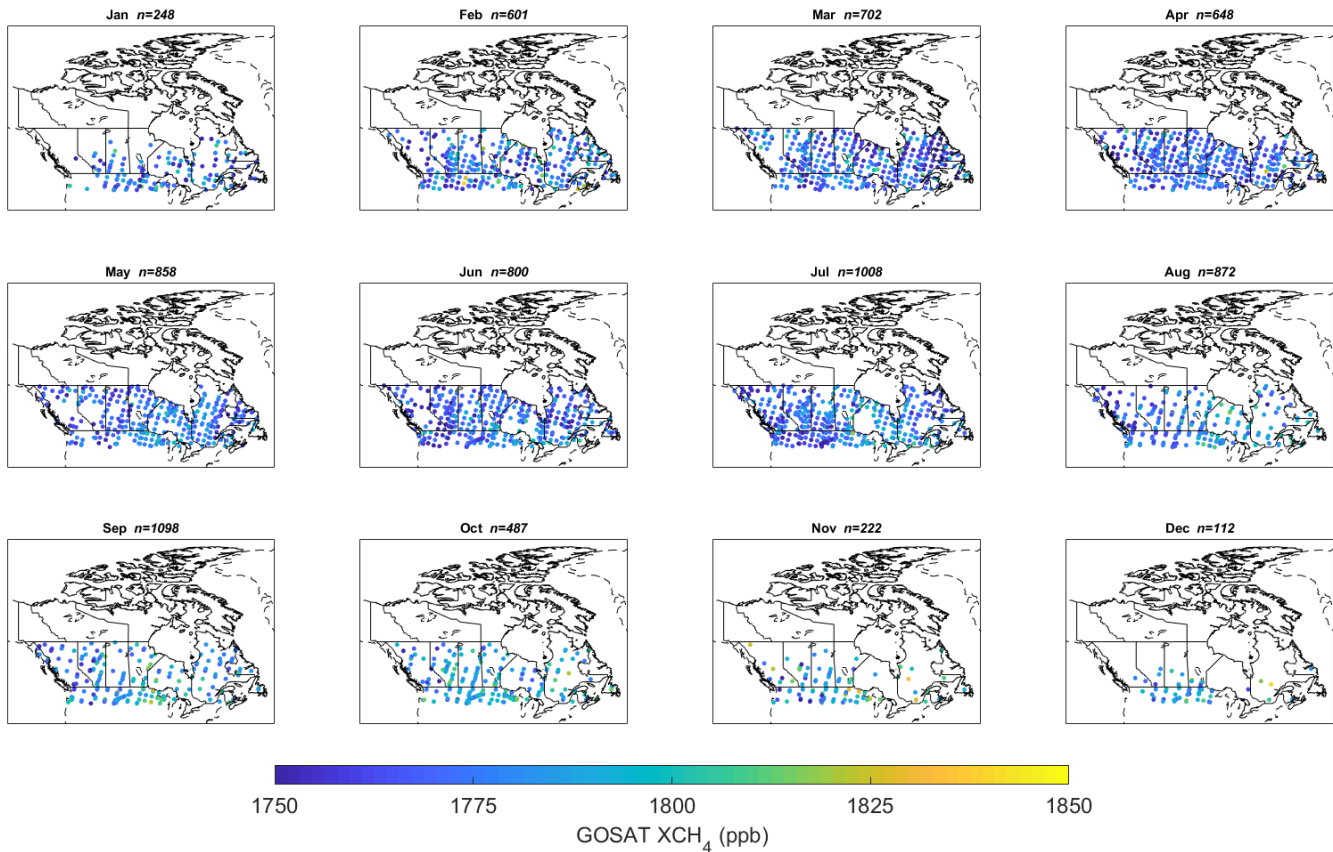 Jan n=248
Feb n=601
Mar n=702
Apr n=648
May n=858
Jun n=800
Jul n=1008
Aug n=872
Sep n=1098
Oct n=487
Nov n=222
Dec n=112
1750 1775 1800 1825 1850
GOSAT XCH₄ (ppb)